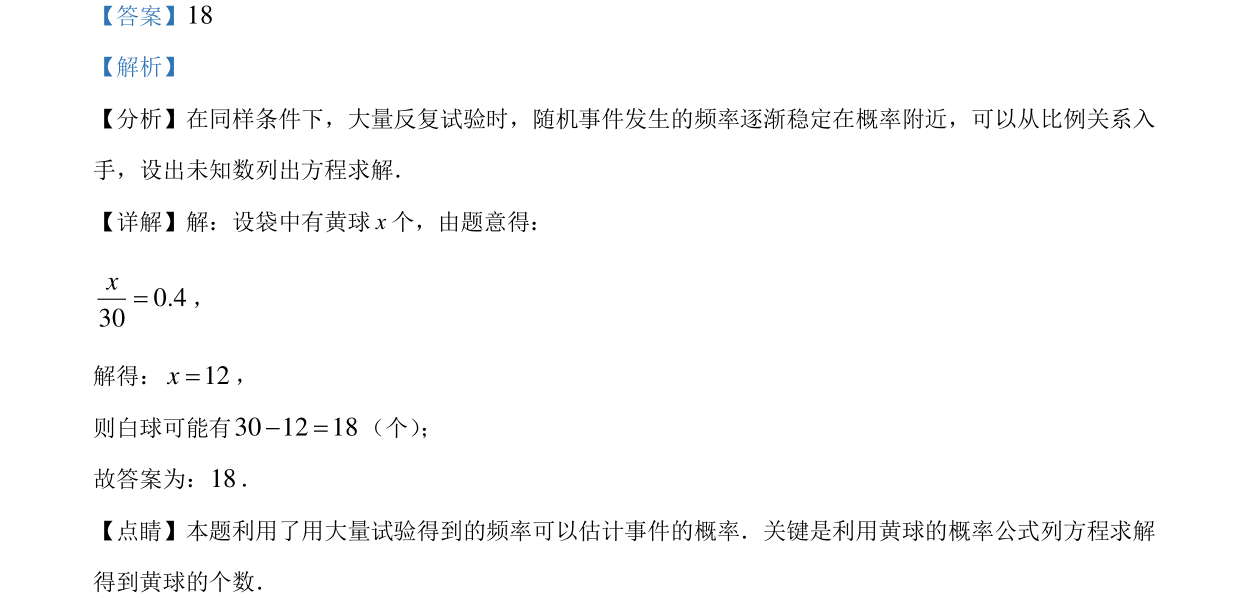 【答案】18
【解析】
【分析】在同样条件下，大量反复试验时，随机事件发生的频率逐渐稳定在概率附近，可以从比例关系入
手，设出未知数列出方程求解．
【详解】解：设袋中有黄球 x 个，由题意得：
x/30 = 0.4，
解得：x = 12，
则白球可能有 30 − 12 = 18（个）；
故答案为：18．
【点睛】本题利用了用大量试验得到的频率可以估计事件的概率．关键是利用黄球的概率公式列方程求解
得到黄球的个数．